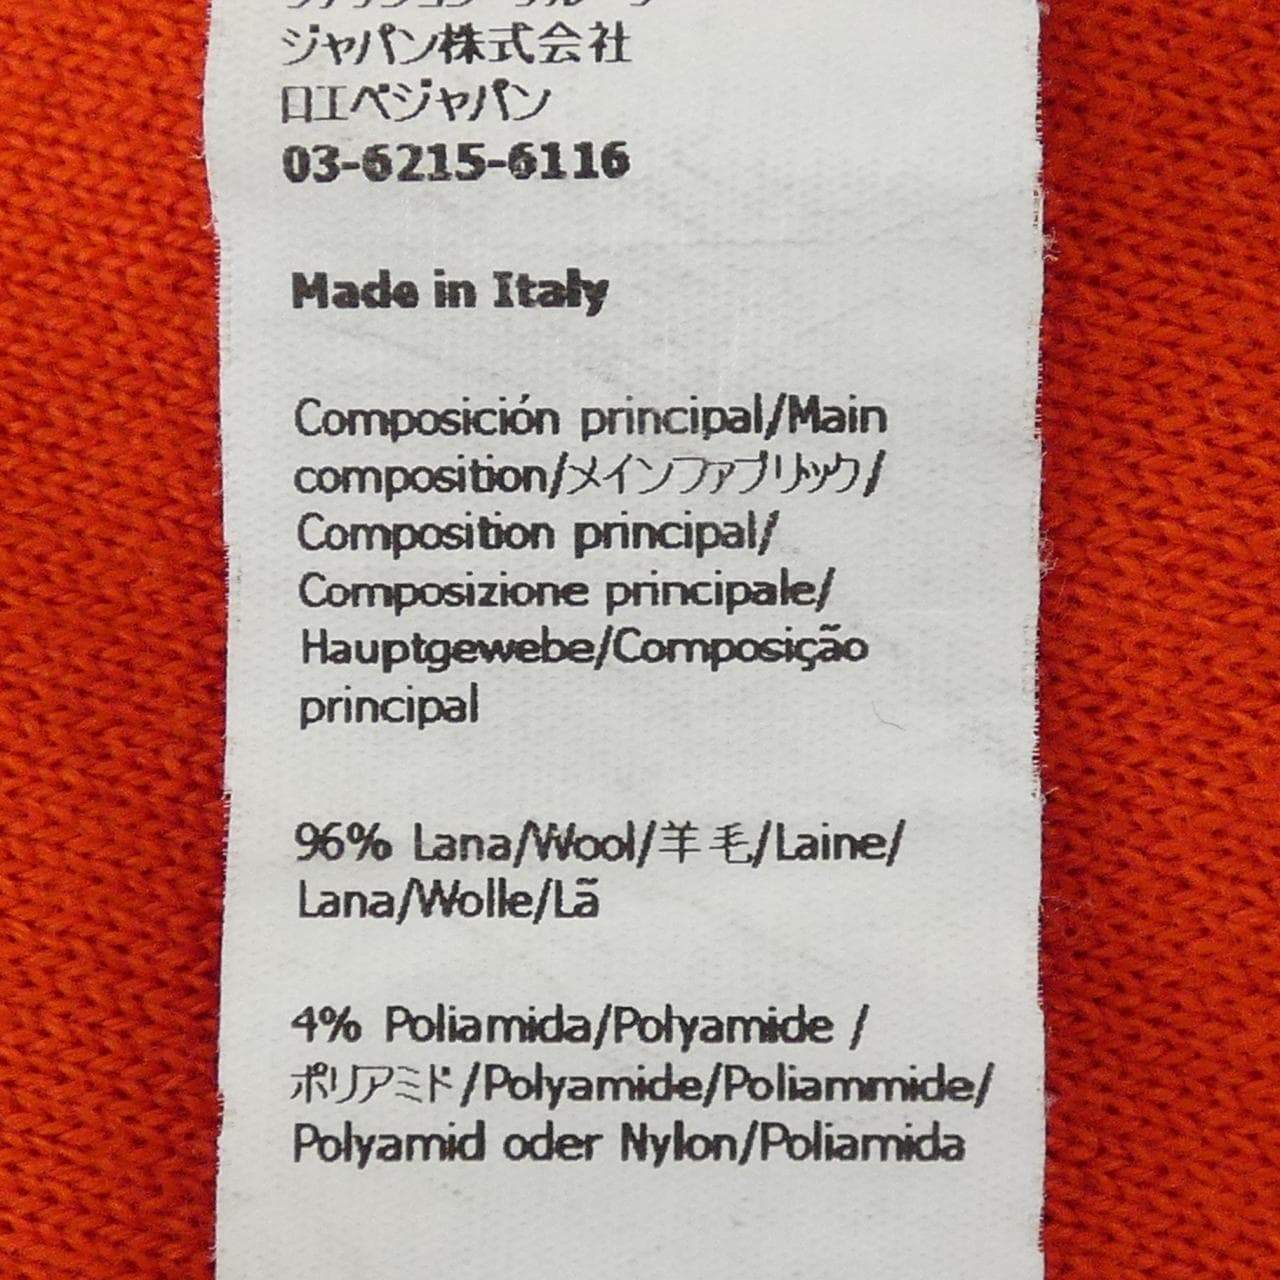 ジャパン株式会社
ロエベジャパン
03-6215-6116
Made in Italy
Composición principal/Main
composition/メインファブリック/
Composition principal/
Composizione principale/
Hauptgewebe/Composição
principal
96% Lana/Wool/羊毛/Laine/
Lana/Wolle/Lã
4% Poliamida/Polyamide /
ポリアミド/Polyamide/Poliammide/
Polyamid oder Nylon/Poliamida